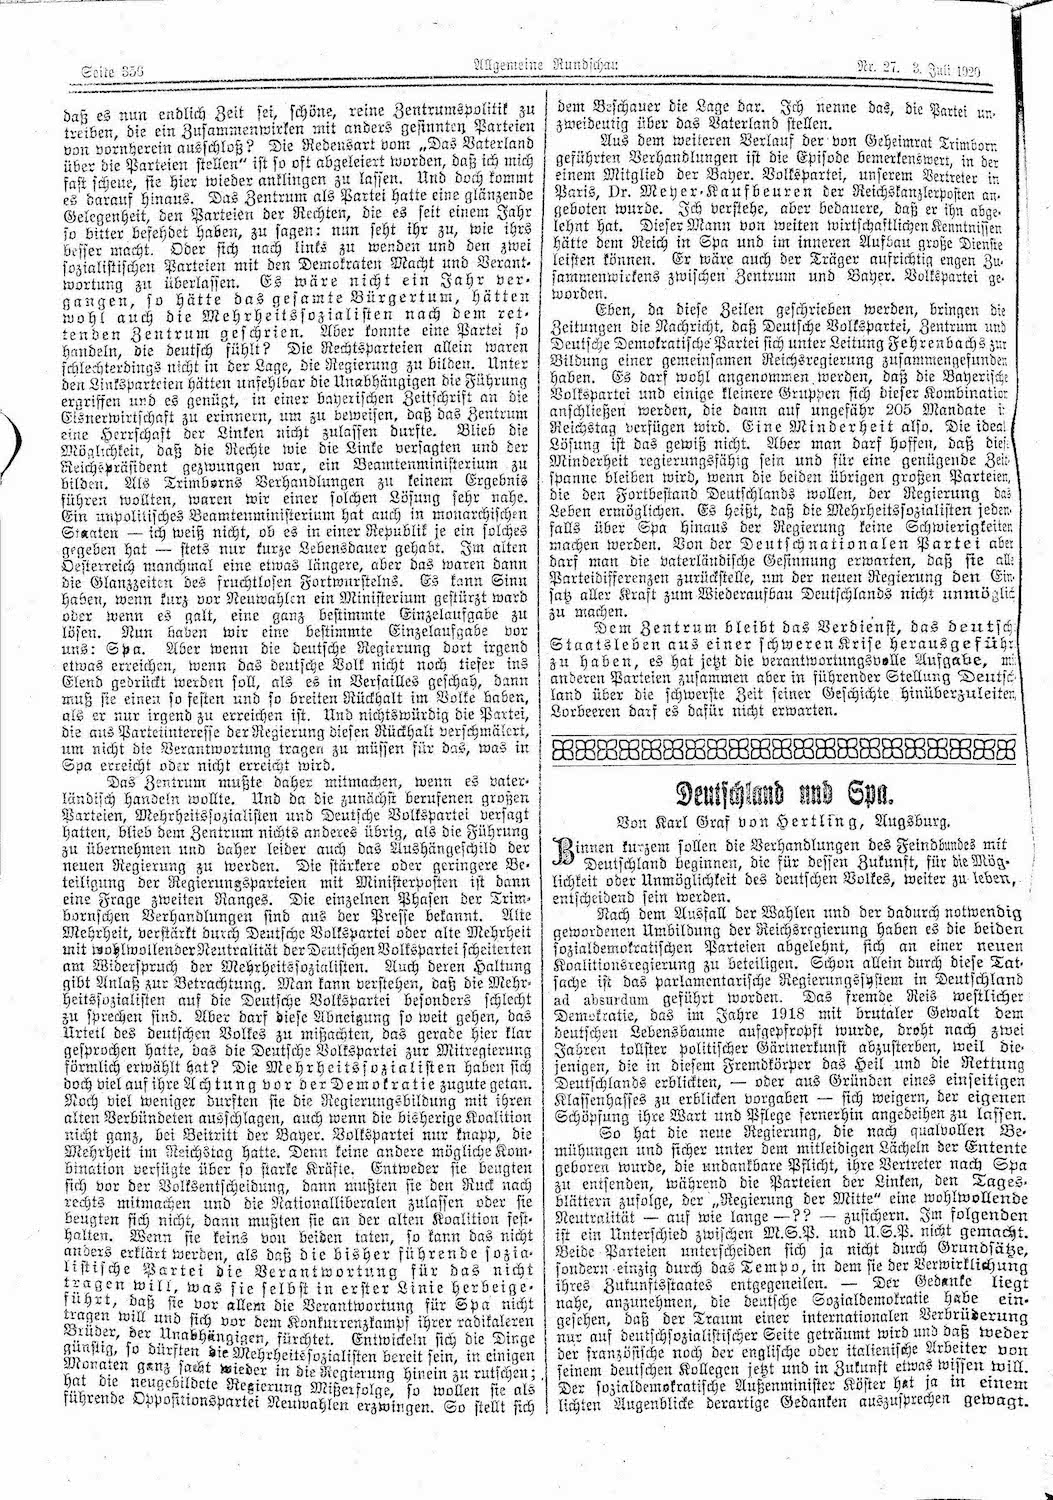 Seite 356
Allgemeine Rundschau
Nr. 27. 3. Juli 1920
daß es nun endlich Zeit sei, schöne, reine Zentrumspolitik zu
treiben, die ein Zusammenwirken mit anders gesinnten Parteien
von vornherein ausschloß? Die Redensart vom „Das Vaterland
über die Parteien stellen“ ist so oft abgeleiert worden, daß ich mich
fast scheue, sie hier wieder anklingen zu lassen. Und doch kommt
es darauf hinaus. Das Zentrum als Partei hatte eine glänzende
Gelegenheit, den Parteien der Rechten, die es seit einem Jahr
so bitter befehdet haben, zu sagen: nun seht ihr zu, wie ihrs
besser macht. Oder sich nach links zu wenden und den zwei
sozialistischen Parteien mit den Demokraten Macht und Verant-
wortung zu überlassen. Es wäre nicht ein Jahr ver-
gangen, so hätte das gesamte Bürgertum, hätten
wohl auch die Mehrheitssozialisten nach dem ret-
tenden Zentrum geschrien. Aber konnte eine Partei so
handeln, die deutsch fühlt? Die Rechtsparteien allein waren
schlechterdings nicht in der Lage, die Regierung zu bilden. Unter
den Linksparteien hätten unfehlbar die Unabhängigen die Führung
ergriffen und es genügt, in einer bayerischen Zeitschrift an die
Eisnerwirtschaft zu erinnern, um zu beweisen, daß das Zentrum
eine Herrschaft der Linken nicht zulassen durfte. Blieb die
Möglichkeit, daß die Rechte wie die Linke versagten und der
Reichspräsident gezwungen war, ein Beamtenministerium zu
bilden. Als Trimborns Verhandlungen zu keinem Ergebnis
führen wollten, waren wir einer solchen Lösung sehr nahe.
Ein unpolitisches Beamtenministerium hat auch in monarchischen
Staaten — ich weiß nicht, ob es in einer Republik je ein solches
gegeben hat — stets nur kurze Lebensdauer gehabt. Im alten
Oesterreich manchmal eine etwas längere, aber das waren dann
die Glanzzeiten des fruchtlosen Fortwurstelns. Es kann Sinn
haben, wenn kurz vor Neuwahlen ein Ministerium gestürzt ward
oder wenn es galt, eine ganz bestimmte Einzelaufgabe zu
lösen. Nun haben wir eine bestimmte Einzelaufgabe vor
uns: Spa. Aber wenn die deutsche Regierung dort irgend
etwas erreichen, wenn das deutsche Volk nicht noch tiefer ins
Elend gedrückt werden soll, als es in Versailles geschah, dann
muß sie einen so festen und so breiten Rückhalt im Volke haben,
als er nur irgend zu erreichen ist. Und nichtswürdig die Partei,
die aus Parteiinteresse der Regierung diesen Rückhalt verschmälert,
um nicht die Verantwortung tragen zu müssen für das, was in
Spa erreicht oder nicht erreicht wird.
Das Zentrum mußte daher mitmachen, wenn es vater-
ländisch handeln wollte. Und da die zunächst berufenen großen
Parteien, Mehrheitssozialisten und Deutsche Volkspartei versagt
hatten, blieb dem Zentrum nichts anderes übrig, als die Führung
zu übernehmen und daher leider auch das Aushängeschild der
neuen Regierung zu werden. Die stärkere oder geringere Be-
teiligung der Regierungsparteien mit Ministerposten ist dann
eine Frage zweiten Ranges. Die einzelnen Phasen der Trim-
bornschen Verhandlungen sind aus der Presse bekannt. Alte
Mehrheit, verstärkt durch Deutsche Volkspartei oder alte Mehrheit
mit wohlwollender Neutralität der Deutschen Volkspartei scheiterten
am Widerspruch der Mehrheitssozialisten. Auch deren Haltung
gibt Anlaß zur Betrachtung. Man kann verstehen, daß die Mehr-
heitssozialisten auf die Deutsche Volkspartei besonders schlecht
zu sprechen sind. Aber darf diese Abneigung so weit gehen, das
Urteil des deutschen Volkes zu mißachten, das gerade hier klar
gesprochen hatte, das die Deutsche Volkspartei zur Mitregierung
förmlich erwählt hat? Die Mehrheitssozialisten haben sich
doch viel auf ihre Achtung vor der Demokratie zugute getan.
Noch viel weniger durften sie die Regierungsbildung mit ihren
alten Verbündeten ausschlagen, auch wenn die bisherige Koalition
nicht ganz, bei Beitritt der Bayer. Volkspartei nur knapp, die
Mehrheit im Reichstag hatte. Denn keine andere mögliche Kom-
bination verfügte über so starke Kräfte. Entweder sie beugten
sich vor der Volksentscheidung, dann mußten sie den Ruck nach
rechts mitmachen und die Nationalliberalen zulassen oder sie
beugten sich nicht, dann mußten sie an der alten Koalition fest-
halten. Wenn sie keins von beiden taten, so kann das nicht
anders erklärt werden, als daß die bisher führende sozia-
listische Partei die Verantwortung für das nicht
tragen will, was sie selbst in erster Linie herbeige-
führt, daß sie vor allem die Verantwortung für Spa nicht
tragen will und sich vor dem Konkurrenzkampf ihrer radikaleren
Brüder, der Unabhängigen, fürchtet. Entwickeln sich die Dinge
günstig, so dürften die Mehrheitssozialisten bereit sein, in einigen
Monaten ganz sacht wieder in die Regierung hinein zu rutschen;
hat die neugebildete Regierung Mißerfolge, so wollen sie als
führende Oppositionspartei Neuwahlen erzwingen. So stellt sich
dem Beschauer die Lage dar. Ich nenne das, die Partei un-
zweideutig über das Vaterland stellen.
Aus dem weiteren Verlauf der von Geheimrat Trimborn
geführten Verhandlungen ist die Episode bemerkenswert, in der
einem Mitglied der Bayer. Volkspartei, unserem Vertreter in
Paris, Dr. Meyer-Kaufbeuren der Reichskanzlerposten an-
geboten wurde. Ich verstehe, aber bedauere, daß er ihn abge-
lehnt hat. Dieser Mann von weiten wirtschaftlichen Kenntnissen
hätte dem Reich in Spa und im inneren Aufbau große Dienste
leisten können. Er wäre auch der Träger aufrichtig engen Zu-
sammenwirkens zwischen Zentrum und Bayer. Volkspartei ge-
worden.
Eben, da diese Zeilen geschrieben werden, bringen die
Zeitungen die Nachricht, daß Deutsche Volkspartei, Zentrum und
Deutsche Demokratische Partei sich unter Leitung Fehrenbachs zur
Bildung einer gemeinsamen Reichsregierung zusammengefunden
haben. Es darf wohl angenommen werden, daß die Bayerische
Volkspartei und einige kleinere Gruppen sich dieser Kombination
anschließen werden, die dann auf ungefähr 205 Mandate i
Reichstag verfügen wird. Eine Minderheit also. Die ideal
Lösung ist das gewiß nicht. Aber man darf hoffen, daß dies
Minderheit regierungsfähig sein und für eine genügende Zeit
spanne bleiben wird, wenn die beiden übrigen großen Parteien,
die den Fortbestand Deutschlands wollen, der Regierung das
Leben ermöglichen. Es heißt, daß die Mehrheitssozialisten jeden
falls über Spa hinaus der Regierung keine Schwierigkeiten
machen werden. Von der Deutschnationalen Partei aber
darf man die vaterländische Gesinnung erwarten, daß sie all
Parteidifferenzen zurückstelle, um der neuen Regierung den Ein
satz aller Kraft zum Wiederaufbau Deutschlands nicht unmöglic
zu machen.
Dem Zentrum bleibt das Verdienst, das deutsch
Staatsleben aus einer schweren Krise herausgeführ
zu haben, es hat jetzt die verantwortungsvolle Aufgabe, mi
anderen Parteien zusammen aber in führender Stellung Deutsch
land über die schwerste Zeit seiner Geschichte hinüberzuleiten
Lorbeeren darf es dafür nicht erwarten.
Deutschland und Spa.
Von Karl Graf von Hertling, Augsburg.
Binnen kurzem sollen die Verhandlungen des Feindbundes mit
Deutschland beginnen, die für dessen Zukunft, für die Mög-
lichkeit oder Unmöglichkeit des deutschen Volkes, weiter zu leben,
entscheidend sein werden.
Nach dem Ausfall der Wahlen und der dadurch notwendig
gewordenen Umbildung der Reichsregierung haben es die beiden
sozialdemokratischen Parteien abgelehnt, sich an einer neuen
Koalitionsregierung zu beteiligen. Schon allein durch diese Tat-
sache ist das parlamentarische Regierungssystem in Deutschland
ad absurdum geführt worden. Das fremde Reis westlicher
Demokratie, das im Jahre 1918 mit brutaler Gewalt dem
deutschen Lebensbaume aufgepfropft wurde, droht nach zwei
Jahren tollster politischer Gärtnerkunst abzusterben, weil die-
jenigen, die in diesem Fremdkörper das Heil und die Rettung
Deutschlands erblickten, — oder aus Gründen eines einseitigen
Klassenhasses zu erblicken vorgaben — sich weigern, der eigenen
Schöpfung ihre Wart und Pflege fernerhin angedeihen zu lassen.
So hat die neue Regierung, die nach qualvollen Be-
mühungen und sicher unter dem mitleidigen Lächeln der Entente
geboren wurde, die undankbare Pflicht, ihre Vertreter nach Spa
zu entsenden, während die Parteien der Linken, den Tages-
blättern zufolge, der „Regierung der Mitte“ eine wohlwollende
Neutralität — auf wie lange —?? — zusichern. Im folgenden
ist ein Unterschied zwischen M.S.P. und U.S.P. nicht gemacht.
Beide Parteien unterscheiden sich ja nicht durch Grundsätze,
sondern einzig durch das Tempo, in dem sie der Verwirklichung
ihres Zukunftsstaates entgegeneilen. — Der Gedanke liegt
nahe, anzunehmen, die deutsche Sozialdemokratie habe ein-
gesehen, daß der Traum einer internationalen Verbrüderung
nur auf deutschsozialistischer Seite geträumt wird und daß weder
der französische noch der englische oder italienische Arbeiter von
seinem deutschen Kollegen jetzt und in Zukunft etwas wissen will.
Der sozialdemokratische Außenminister Köster hat ja in einem
lichten Augenblicke derartige Gedanken auszusprechen gewagt.